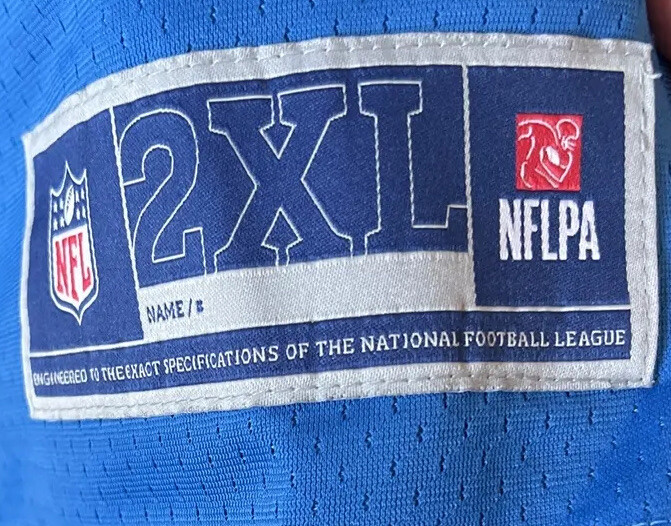 NFL
2XL
NFLPA
NAME/#
ENGINEERED TO THE EXACT SPECIFICATIONS OF THE NATIONAL FOOTBALL LEAGUE